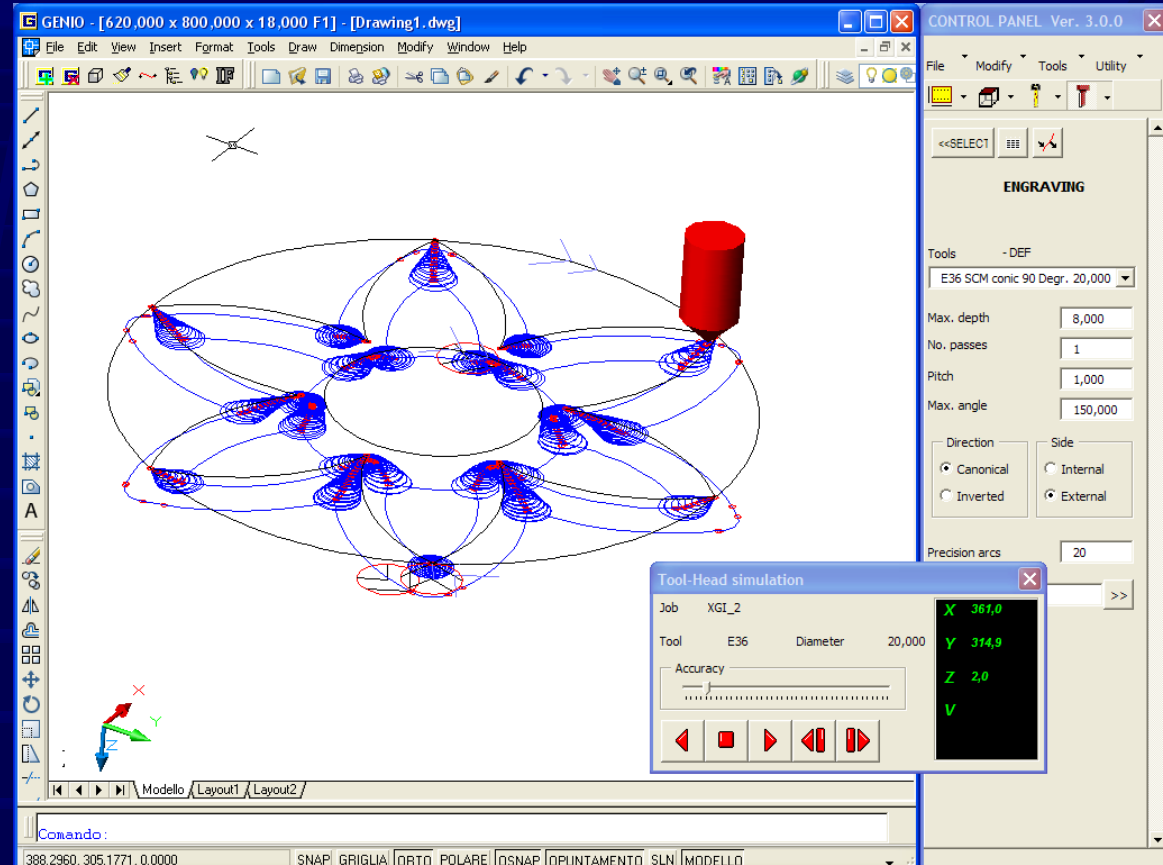 GENIO - [620,000 x 800,000 x 18,000 F1] - [Drawing1.dwg]
File Edit View Insert Format Tools Draw Dimension Modify Window Help
A
X
Y
Z
Modello Layout1 Layout2
Comando:
388.2960, 305.1771, 0.0000 SNAP GRIGLIA ORTO POLARE OSNAP OPUNTAMENTO SLN MODELLO
CONTROL PANEL Ver. 3.0.0
File Modify Tools Utility
<<SELECT
ENGRAVING
Tools - DEF
E36 SCM conic 90 Degr. 20,000
Max. depth 8,000
No. passes 1
Pitch 1,000
Max. angle 150,000
Direction Side
Canonical Internal
Inverted External
Precision arcs 20
>>
Tool-Head simulation
Job XGI_2
Tool E36 Diameter 20,000
Accuracy
X 361,0
Y 314,9
Z 2,0
V